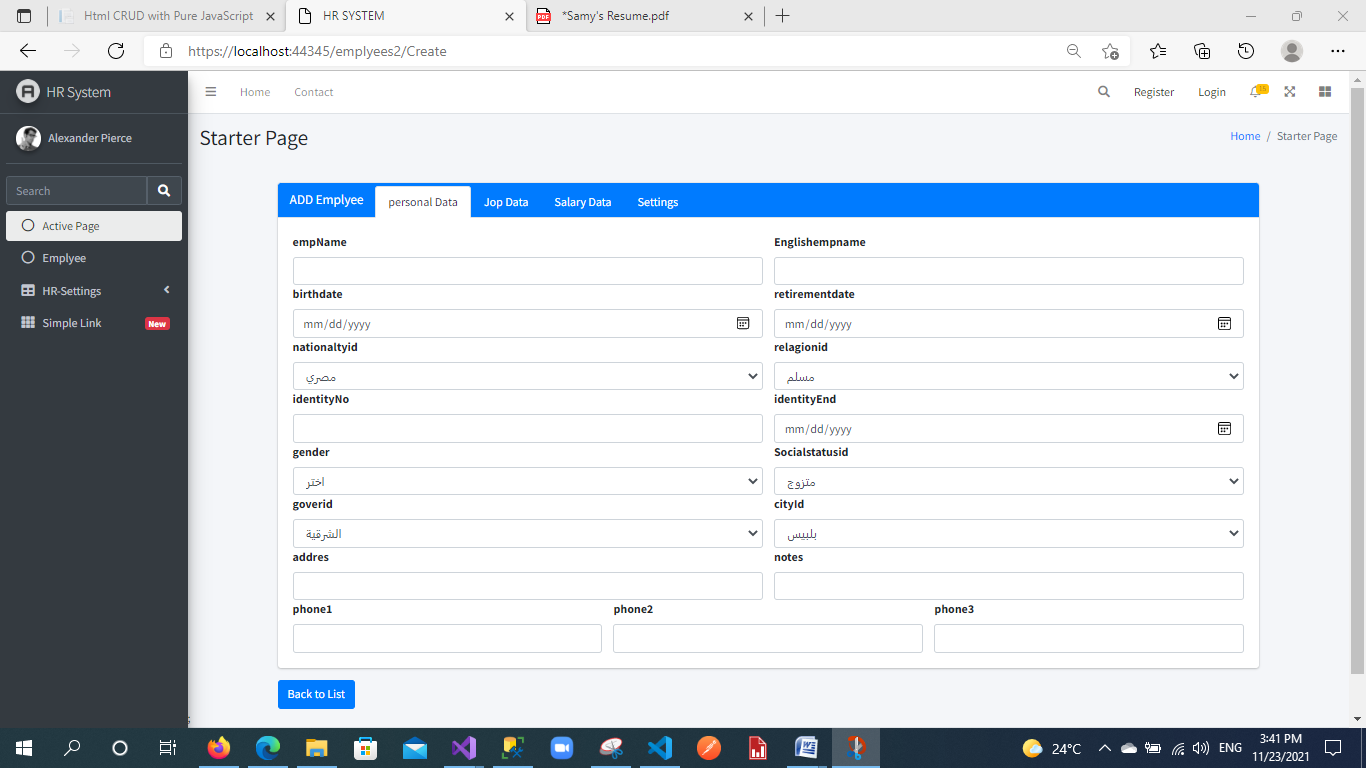 Html CRUD with Pure JavaScript
HR SYSTEM
*Samy's Resume.pdf
https://localhost:44345/emplyees2/Create
HR System
Home
Contact
Register
Login
15
Alexander Pierce
Starter Page
Home / Starter Page
Search
Active Page
Emplyee
HR-Settings
Simple Link
New
ADD Emplyee
personal Data
Jop Data
Salary Data
Settings
empName
Englishempname
birthdate
retirementdate
mm/dd/yyyy
mm/dd/yyyy
nationaltyid
relagionid
مصري
مسلم
identityNo
identityEnd
mm/dd/yyyy
gender
Socialstatusid
اختر
متزوج
goverid
cityId
الشرقية
بلبيس
addres
notes
phone1
phone2
phone3
Back to List
;
24°C
ENG
3:41 PM
11/23/2021